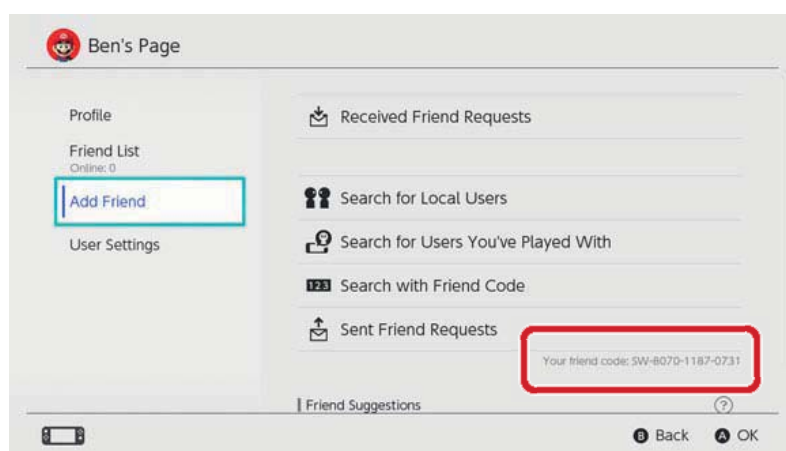 Ben's Page
Profile
Friend List
Online: 0
Add Friend
User Settings
Received Friend Requests
Search for Local Users
Search for Users You've Played With
123 Search with Friend Code
Sent Friend Requests
Your friend code: SW-8070-1187-0731
Friend Suggestions
?
B Back A OK